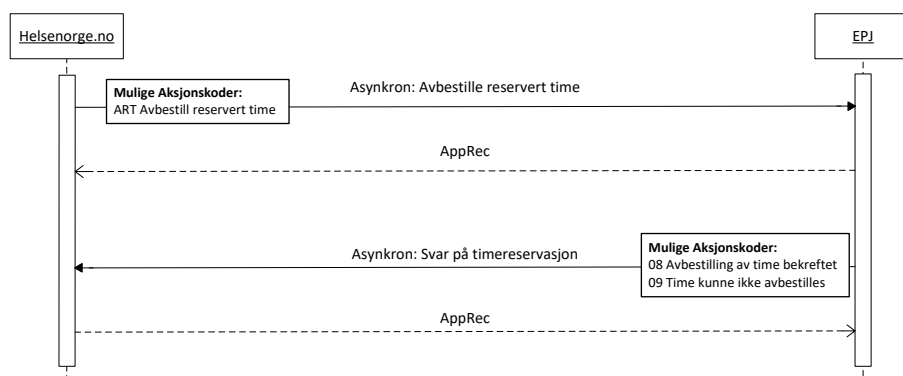 Helsenorge.no
EPJ
Asynkron: Avbestille reservert time
Mulige Aksjonskoder:
ART Avbestill reservert time
AppRec
Mulige Aksjonskoder:
08 Avbestilling av time bekreftet
09 Time kunne ikke avbestilles
Asynkron: Svar på timereservasjon
AppRec